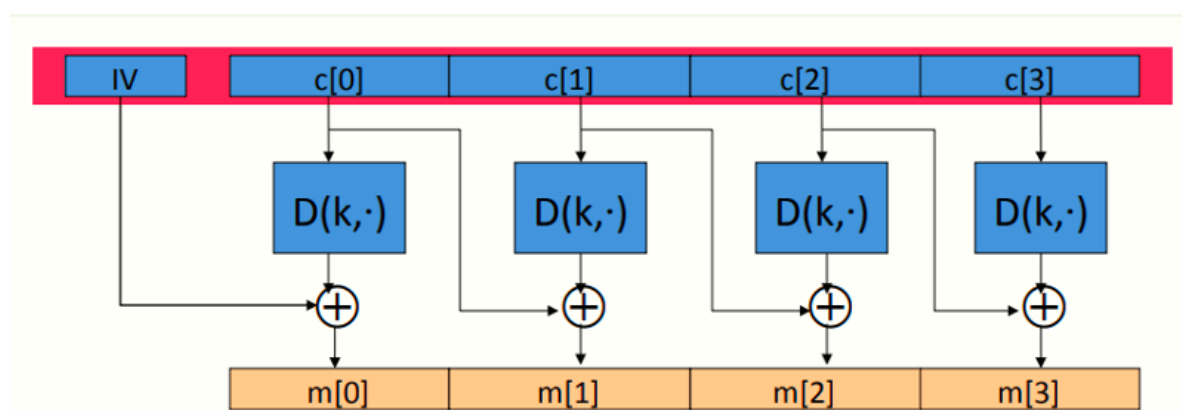 IV c[0] c[1] c[2] c[3]
D(k,·) D(k,·) D(k,·) D(k,·)
m[0] m[1] m[2] m[3]